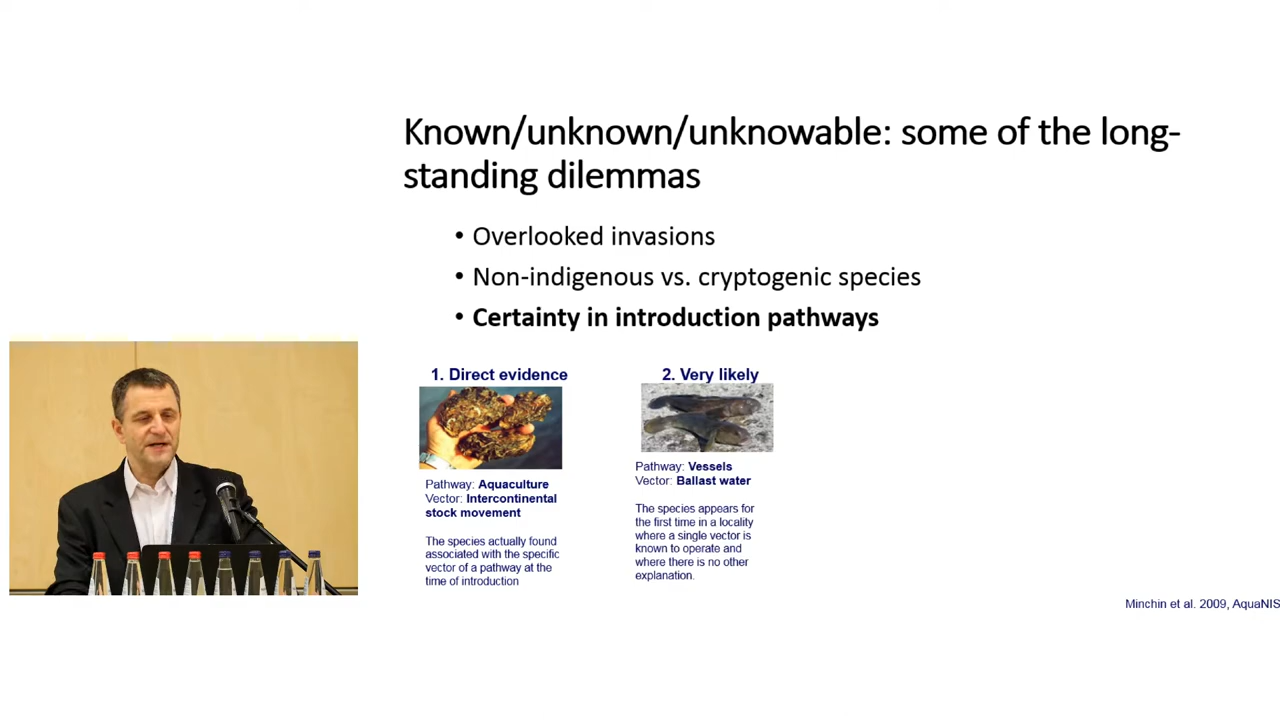 Known/unknown/unknowable: some of the long-
standing dilemmas
• Overlooked invasions
• Non-indigenous vs. cryptogenic species
• Certainty in introduction pathways
1. Direct evidence
Pathway: Aquaculture
Vector: Intercontinental
stock movement
The species actually found
associated with the specific
vector of a pathway at the
time of introduction
2. Very likely
Pathway: Vessels
Vector: Ballast water
The species appears for
the first time in a locality
where a single vector is
known to operate and
where there is no other
explanation.
Minchin et al. 2009, AquaNIS